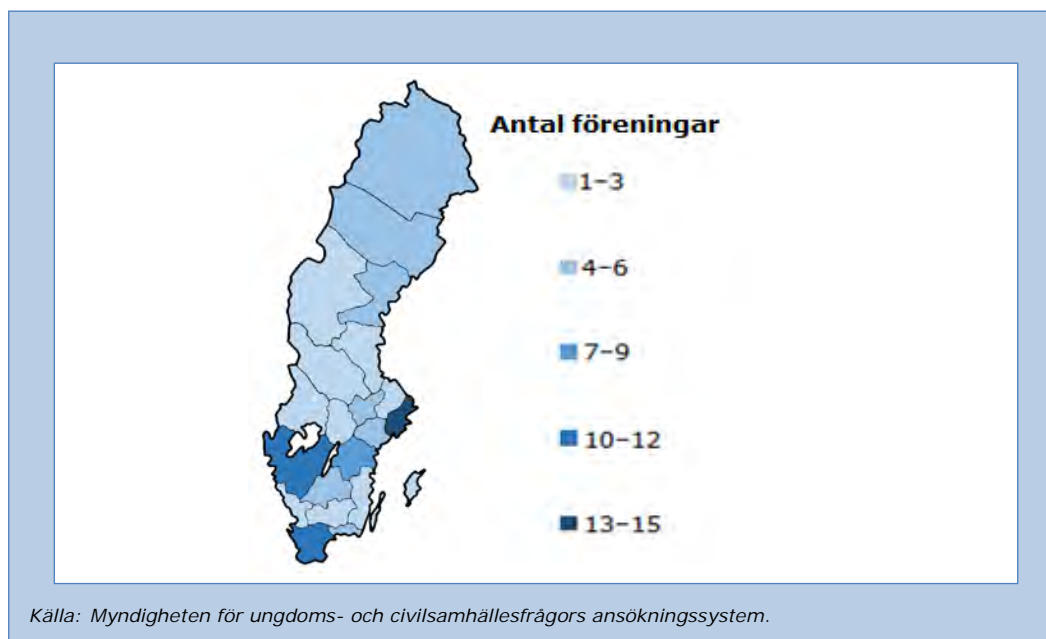 Antal föreningar
1–3
4–6
7–9
10–12
13–15
Källa: Myndigheten för ungdoms- och civilsamhällesfrågors ansökningssystem.